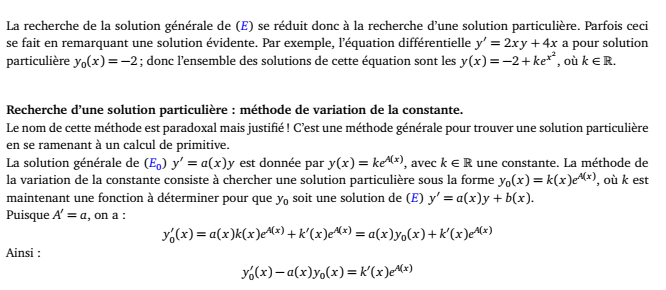 La recherche de la solution générale de (E) se réduit donc à la recherche d'une solution particulière. Parfois ceci
se fait en remarquant une solution évidente. Par exemple, l'équation différentielle y′ = 2xy + 4x a pour solution
particulière y₀(x) = −2 ; donc l'ensemble des solutions de cette équation sont les y(x) = −2 + ke^{x²}, où k ∈ ℝ.
Recherche d'une solution particulière : méthode de variation de la constante.
Le nom de cette méthode est paradoxal mais justifié ! C'est une méthode générale pour trouver une solution particulière
en se ramenant à un calcul de primitive.
La solution générale de (E₀) y′ = a(x)y est donnée par y(x) = ke^{A(x)}, avec k ∈ ℝ une constante. La méthode de
la variation de la constante consiste à chercher une solution particulière sous la forme y₀(x) = k(x)e^{A(x)}, où k est
maintenant une fonction à déterminer pour que y₀ soit une solution de (E) y′ = a(x)y + b(x).
Puisque A′ = a, on a :
y₀′(x) = a(x)k(x)e^{A(x)} + k′(x)e^{A(x)} = a(x)y₀(x) + k′(x)e^{A(x)}
Ainsi :
y₀′(x) − a(x)y₀(x) = k′(x)e^{A(x)}